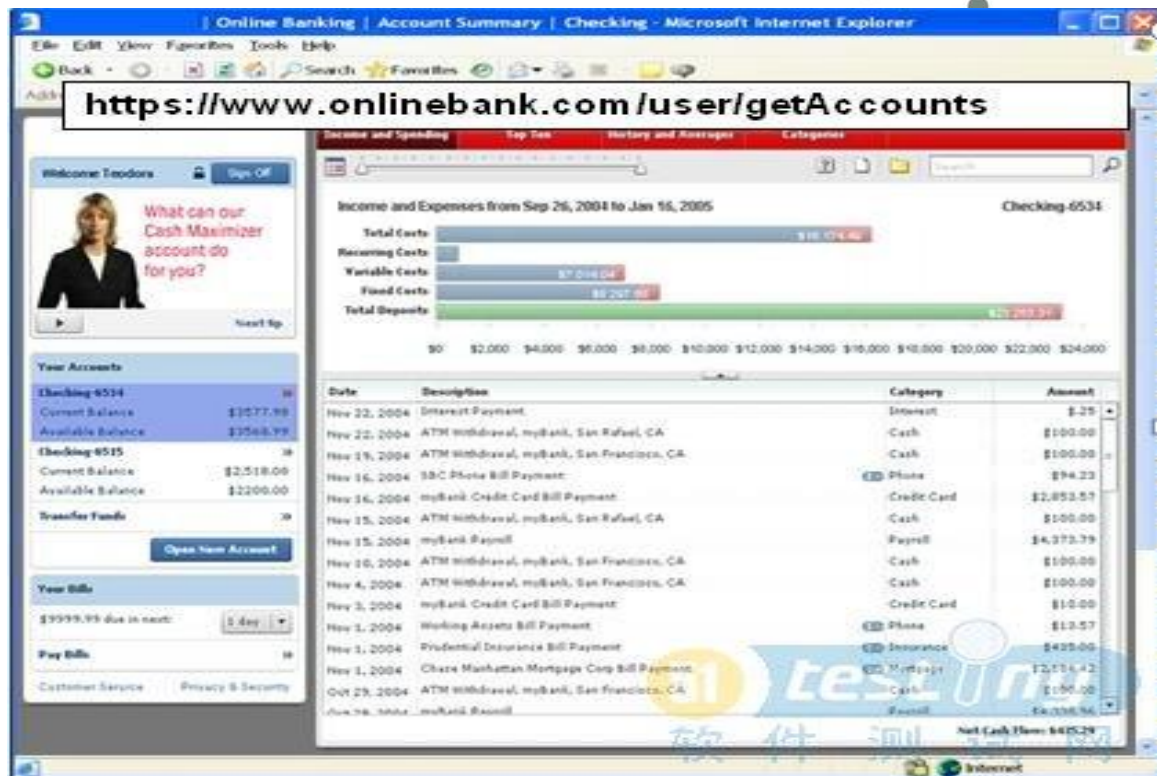 | Online Banking | Account Summary | Checking - Microsoft Internet Explorer
File Edit View Favorites Tools Help
Back Search Favorites
https://www.onlinebank.com/user/getAccounts
Income and Spending Top Ten History and Averages Categories
Welcome Teodora Sign Off
Search
What can our
Cash Maximizer
account do
for you?
Next tip
Your Accounts
Checking-6534
Current Balance $3577.98
Available Balance $3568.99
Checking-6515
Current Balance $2,518.00
Available Balance $2200.00
Transfer Funds
Open New Account
Your Bills
$9999.99 due in next: 1 day
Pay Bills
Customer Service Privacy & Security
Income and Expenses from Sep 26, 2004 to Jan 16, 2005 Checking-6534
Total Costs
Recurring Costs
Variable Costs
Fixed Costs
Total Deposits
$0 $2,000 $4,000 $6,000 $8,000 $10,000 $12,000 $14,000 $16,000 $18,000 $20,000 $22,000 $24,000
Date Description Category Amount
Nov 22, 2004 Interest Payment Interest $.25
Nov 22, 2004 ATM Withdrawal, myBank, San Rafael, CA Cash $100.00
Nov 19, 2004 ATM Withdrawal, myBank, San Francisco, CA Cash $100.00
Nov 16, 2004 SBC Phone Bill Payment Phone $94.23
Nov 16, 2004 myBank Credit Card Bill Payment Credit Card $2,853.57
Nov 15, 2004 ATM Withdrawal, myBank, San Rafael, CA Cash $100.00
Nov 15, 2004 myBank Payroll Payroll $4,373.79
Nov 10, 2004 ATM Withdrawal, myBank, San Francisco, CA Cash $100.00
Nov 4, 2004 ATM Withdrawal, myBank, San Francisco, CA Cash $100.00
Nov 3, 2004 myBank Credit Card Bill Payment Credit Card $10.00
Nov 1, 2004 Working Assets Bill Payment Phone $13.57
Nov 1, 2004 Prudential Insurance Bill Payment Insurance $435.00
Nov 1, 2004 Chase Manhattan Mortgage Corp Bill Payment Mortgage
Oct 29, 2004 ATM Withdrawal, myBank, San Francisco, CA Cash $100.00
myBank Payroll Payroll
Net Cash Flow: $435.29
软件测试网
Internet